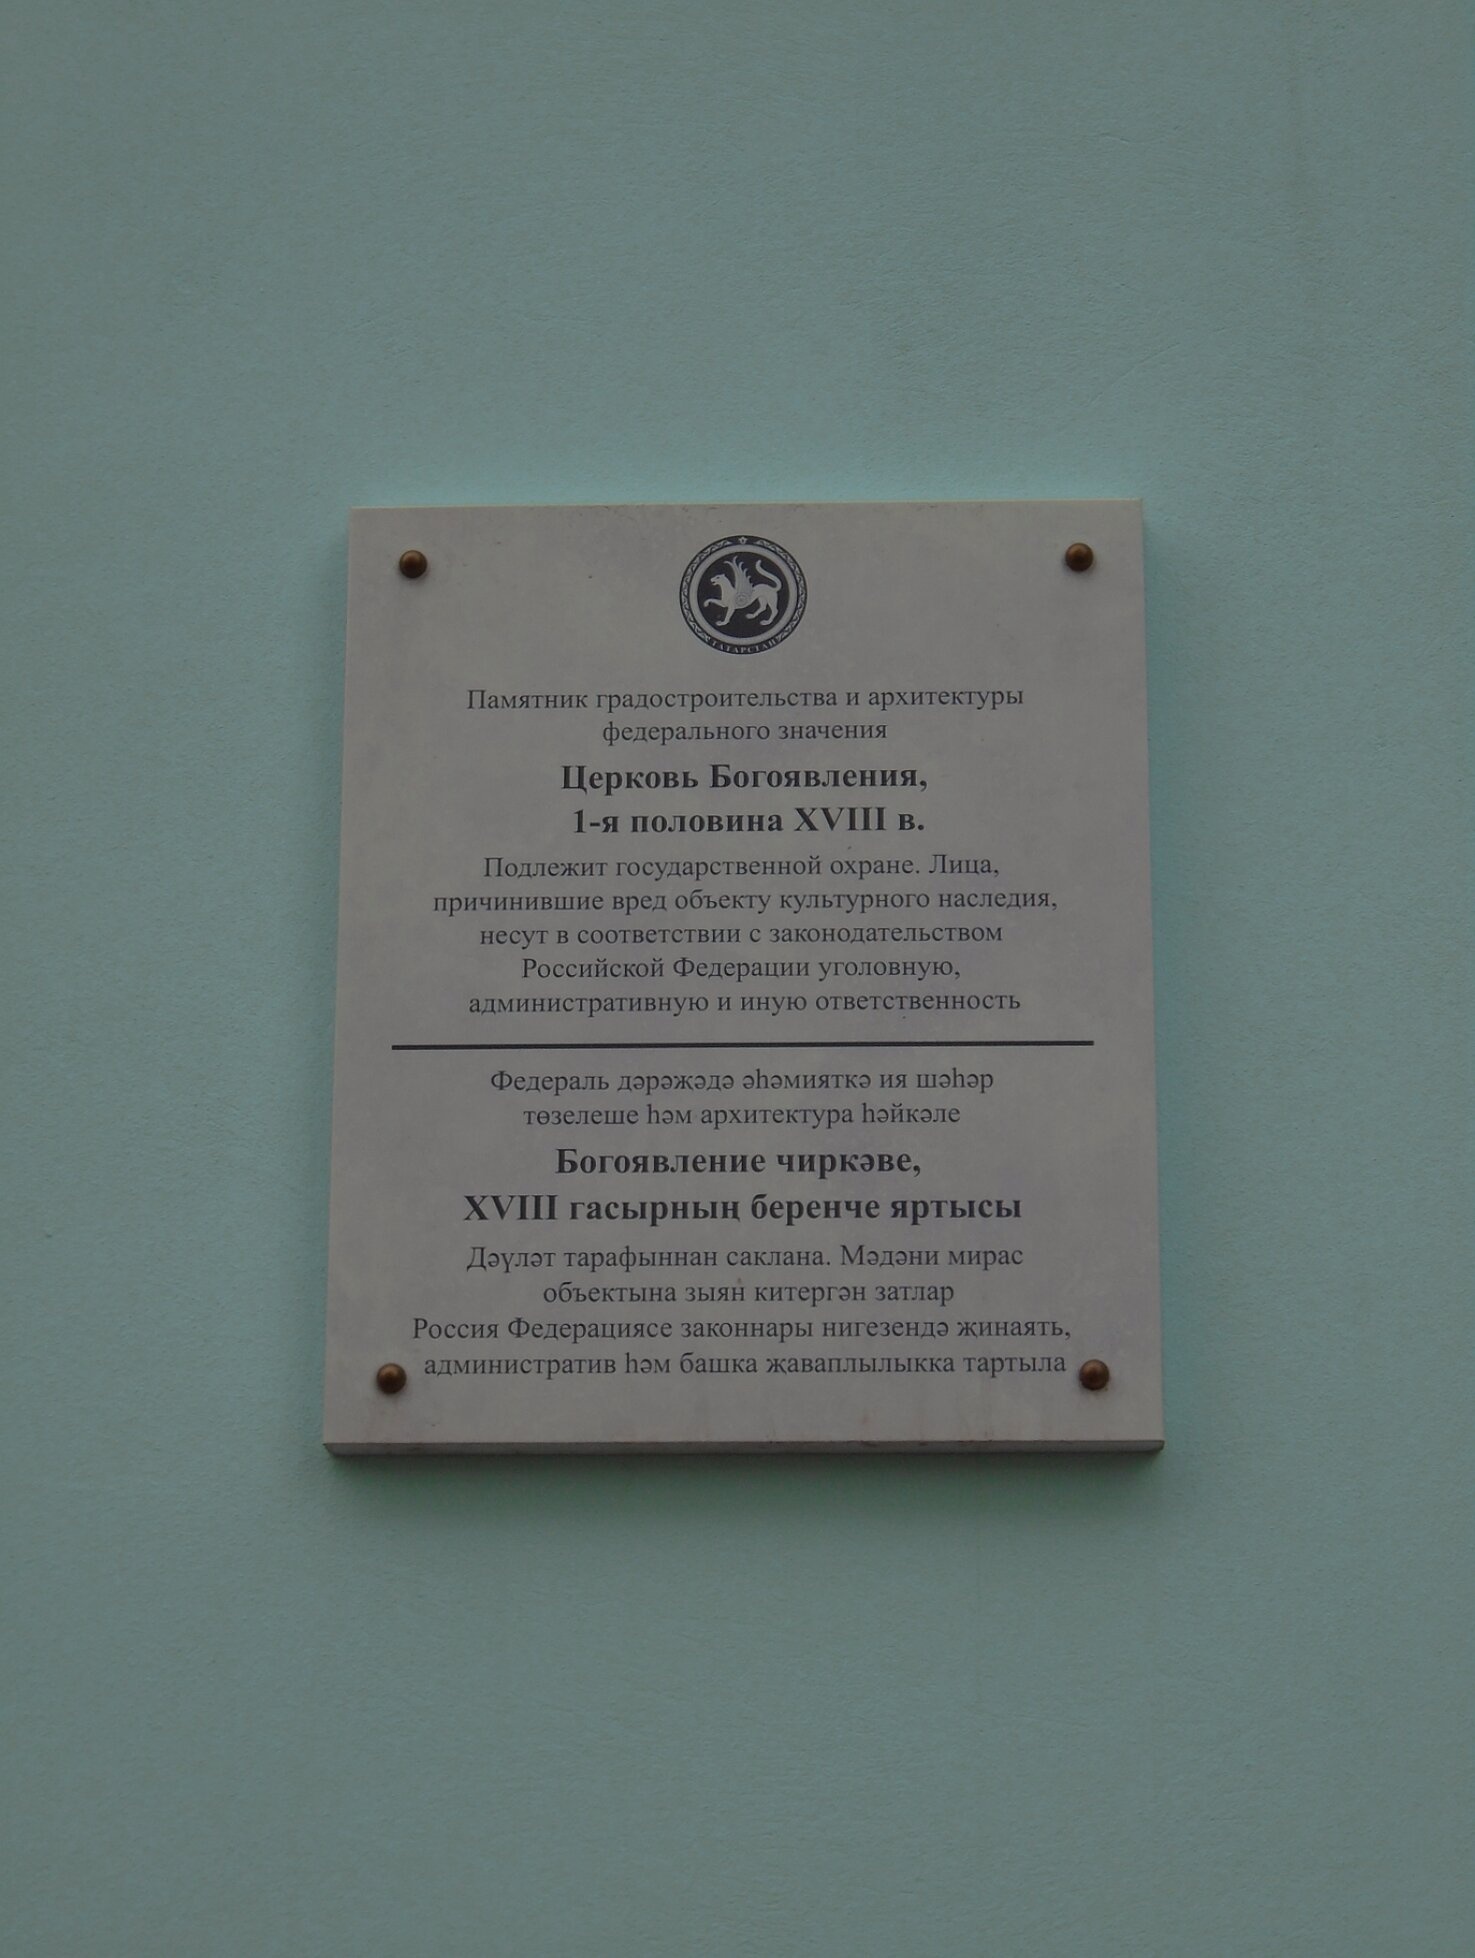 ТАТАРСТАН
Памятник градостроительства и архитектуры
федерального значения
Церковь Богоявления,
1-я половина XVIII в.
Подлежит государственной охране. Лица,
причинившие вред объекту культурного наследия,
несут в соответствии с законодательством
Российской Федерации уголовную,
административную и иную ответственность
Федераль дәрәҗәдә әһәмияткә ия шәһәр
төзелеше һәм архитектура һәйкәле
Богоявление чиркәве,
XVIII гасырның беренче яртысы
Дәүләт тарафыннан саклана. Мәдәни мирас
объектына зыян китергән затлар
Россия Федерациясе законнары нигезендә җинаять,
административ һәм башка җаваплылыкка тартыла